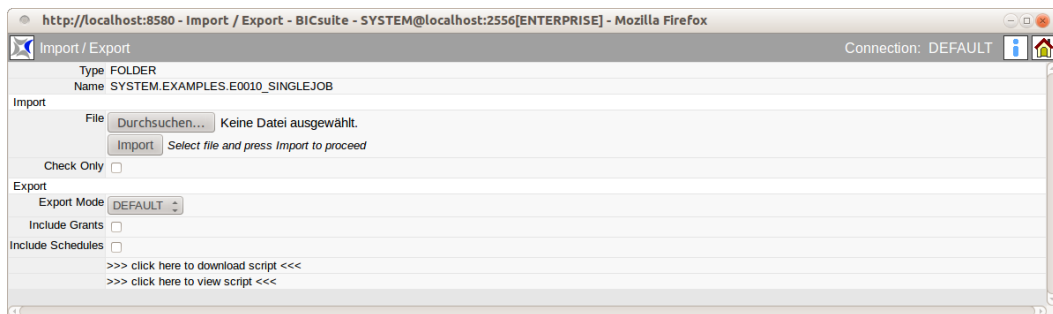 http://localhost:8580 - Import / Export - BICsuite - SYSTEM@localhost:2556[ENTERPRISE] - Mozilla Firefox
Import / Export Connection: DEFAULT
Type FOLDER
Name SYSTEM.EXAMPLES.E0010_SINGLEJOB
Import
File Durchsuchen... Keine Datei ausgewählt.
Import Select file and press Import to proceed
Check Only
Export
Export Mode DEFAULT
Include Grants
Include Schedules
>>> click here to download script <<<
>>> click here to view script <<<